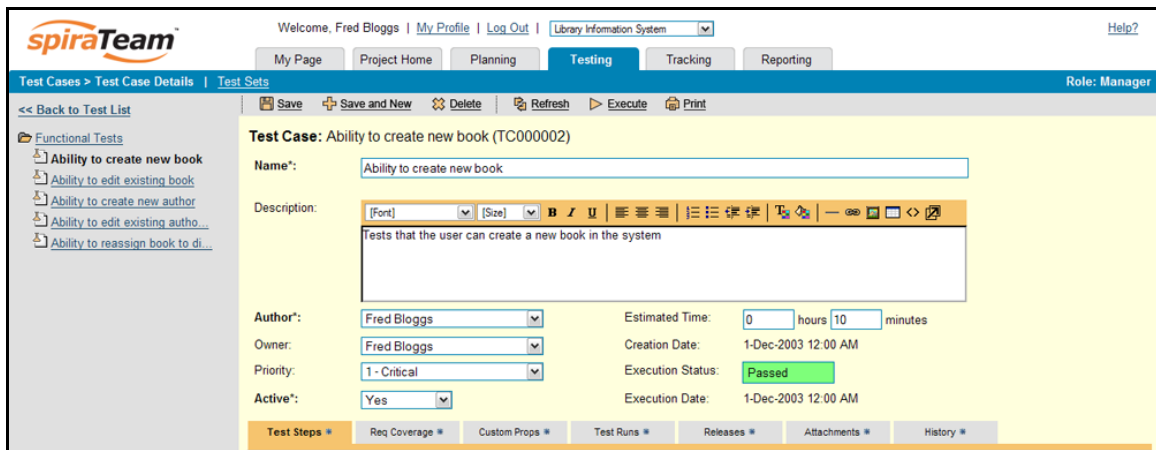 spiraTeam
Welcome, Fred Bloggs | My Profile | Log Out | Library Information System
Help?
My Page Project Home Planning Testing Tracking Reporting
Test Cases > Test Case Details | Test Sets
Role: Manager
<< Back to Test List
Save Save and New Delete Refresh Execute Print
Functional Tests
Ability to create new book
Ability to edit existing book
Ability to create new author
Ability to edit existing autho...
Ability to reassign book to di...
Test Case: Ability to create new book (TC000002)
Name*: Ability to create new book
Description: [Font] [Size] B I U
Tests that the user can create a new book in the system
Author*: Fred Bloggs Estimated Time: 0 hours 10 minutes
Owner: Fred Bloggs Creation Date: 1-Dec-2003 12:00 AM
Priority: 1 - Critical Execution Status: Passed
Active*: Yes Execution Date: 1-Dec-2003 12:00 AM
Test Steps Req Coverage Custom Props Test Runs Releases Attachments History